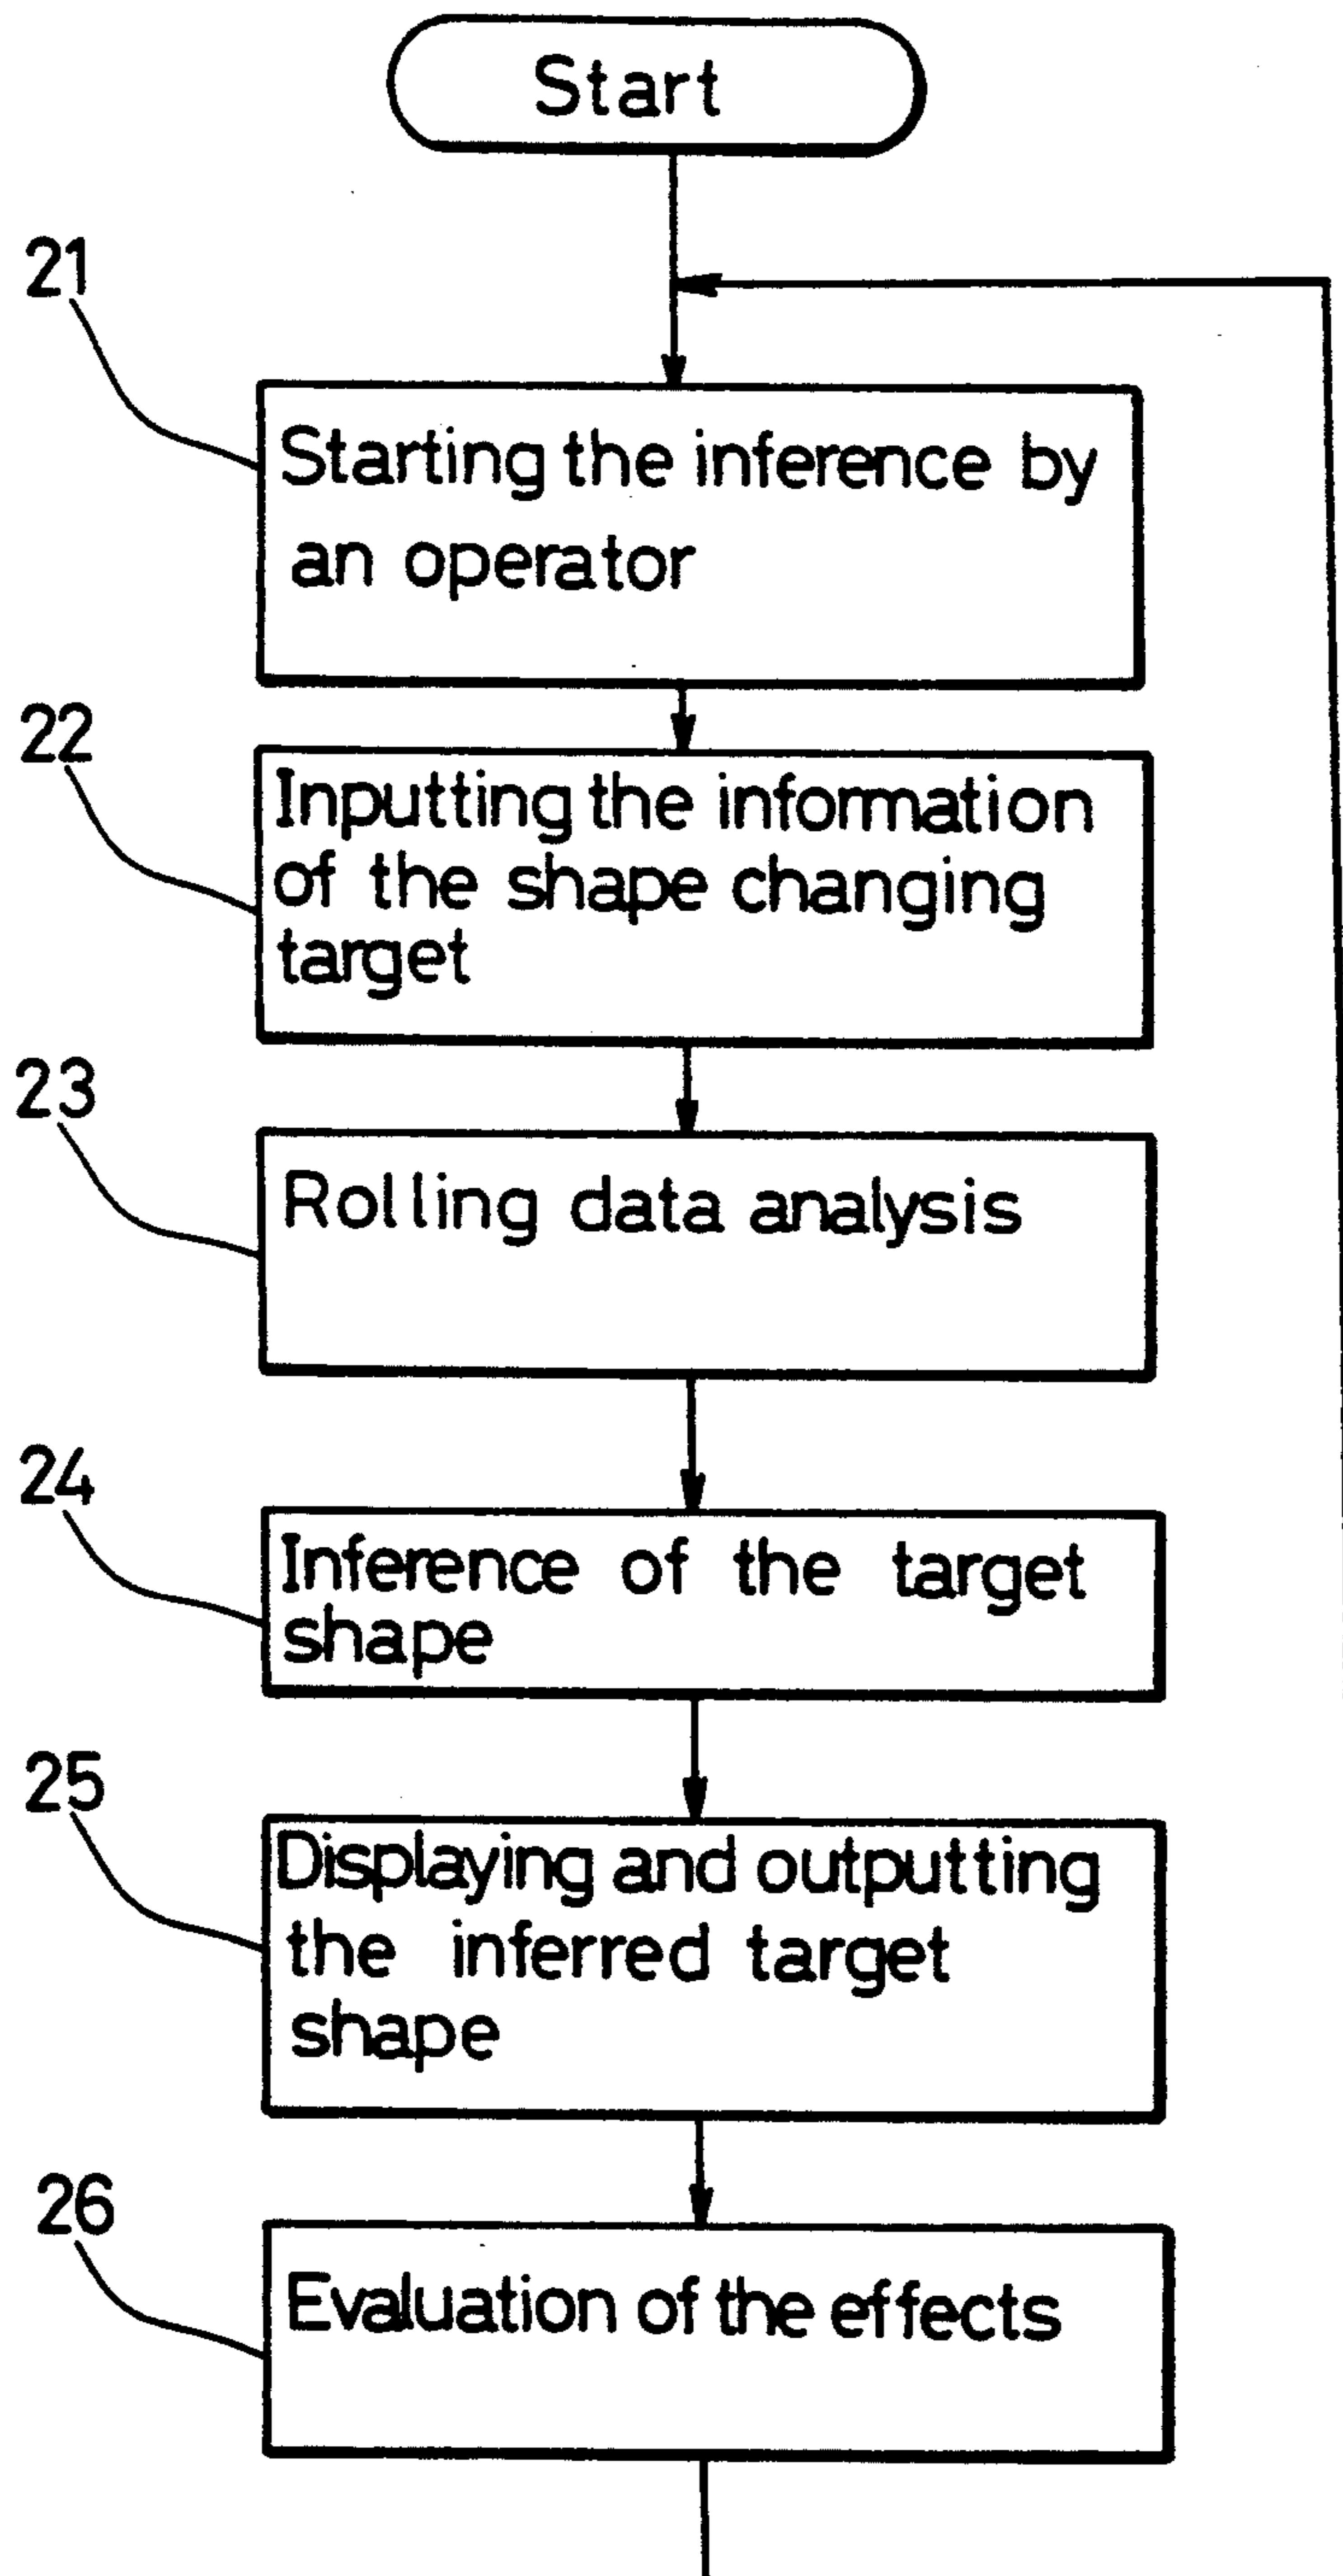 Start
21
Starting the inference by
an operator
22
Inputting the information
of the shape changing
target
23
Rolling data analysis
24
Inference of the target
shape
25
Displaying and outputting
the inferred target
shape
26
Evaluation of the effects